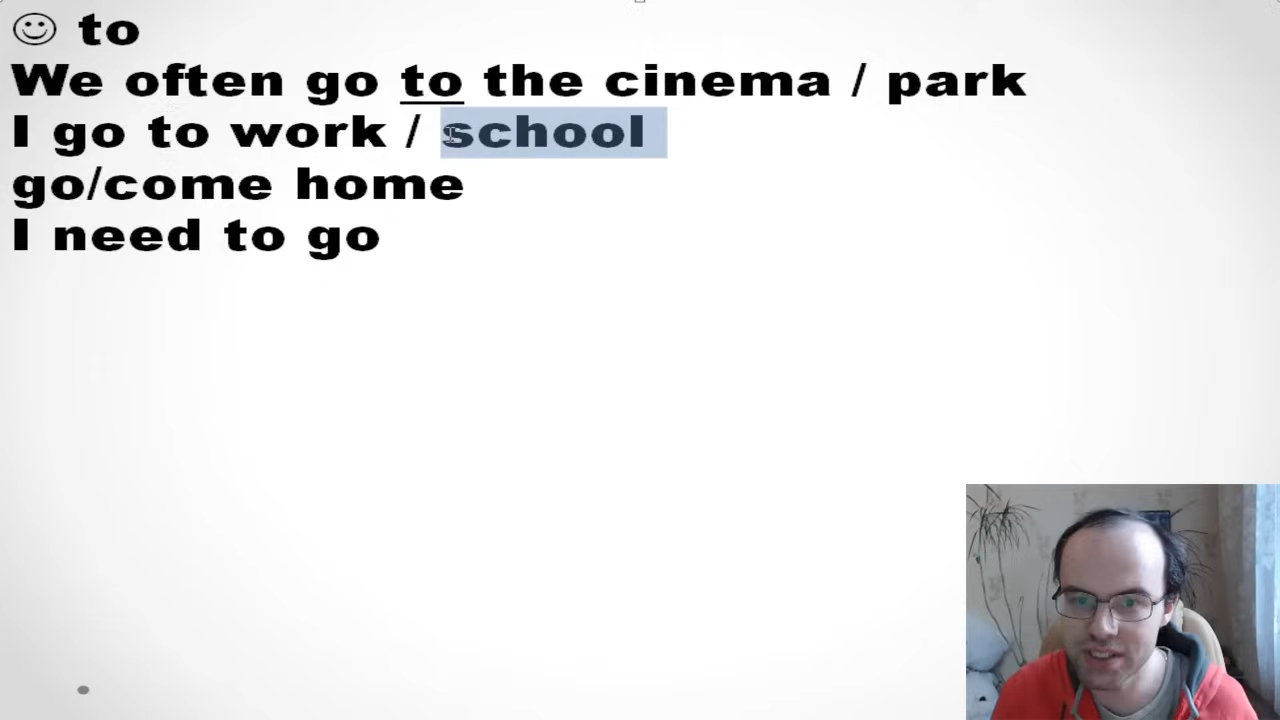 ☺ to
We often go to the cinema / park
I go to work / school
go/come home
I need to go